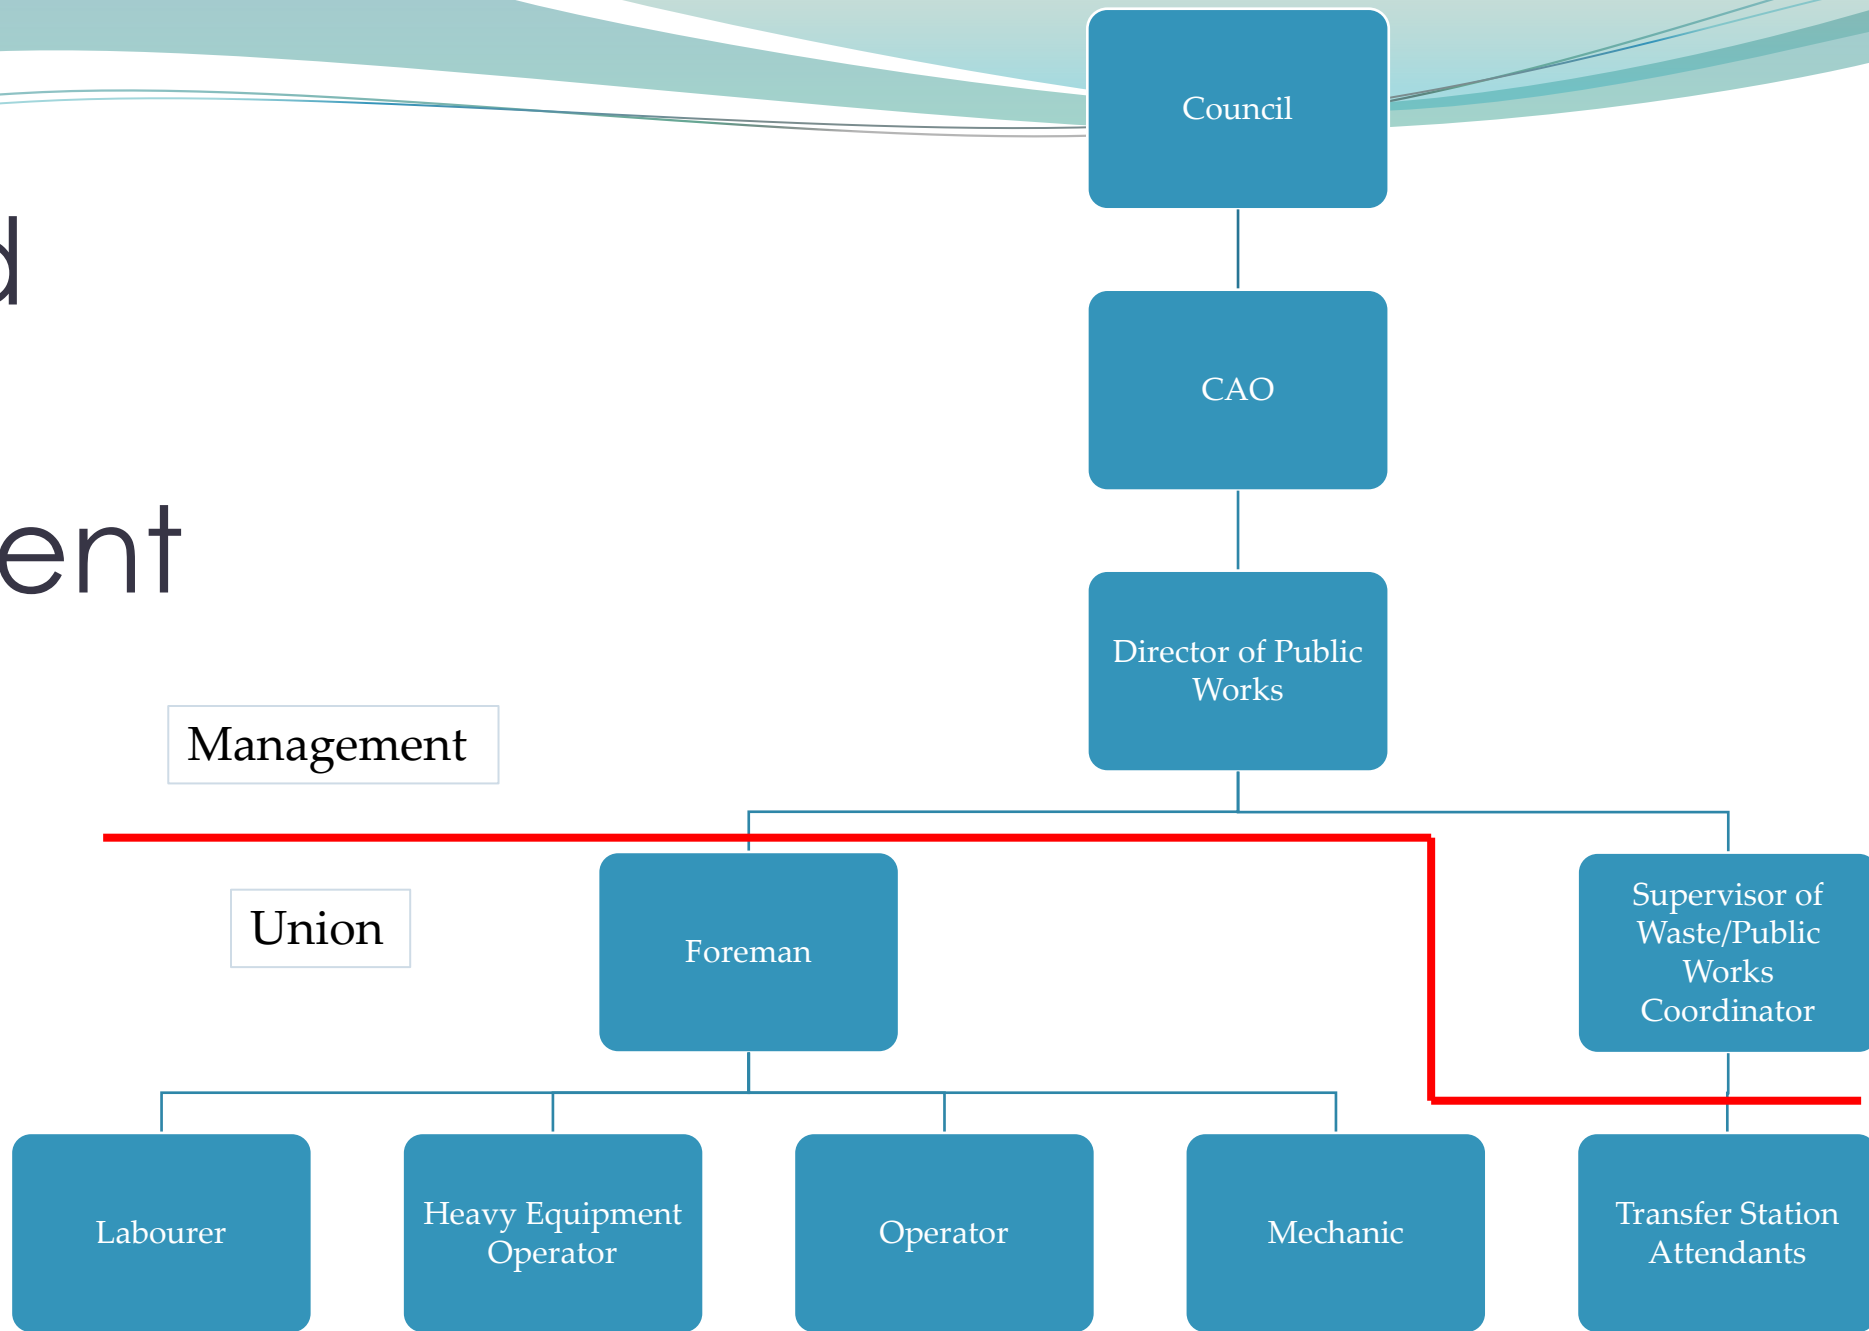 Council
CAO
Director of Public
Works
Management
Union
Foreman
Supervisor of
Waste/Public
Works
Coordinator
Labourer
Heavy Equipment
Operator
Operator
Mechanic
Transfer Station
Attendants